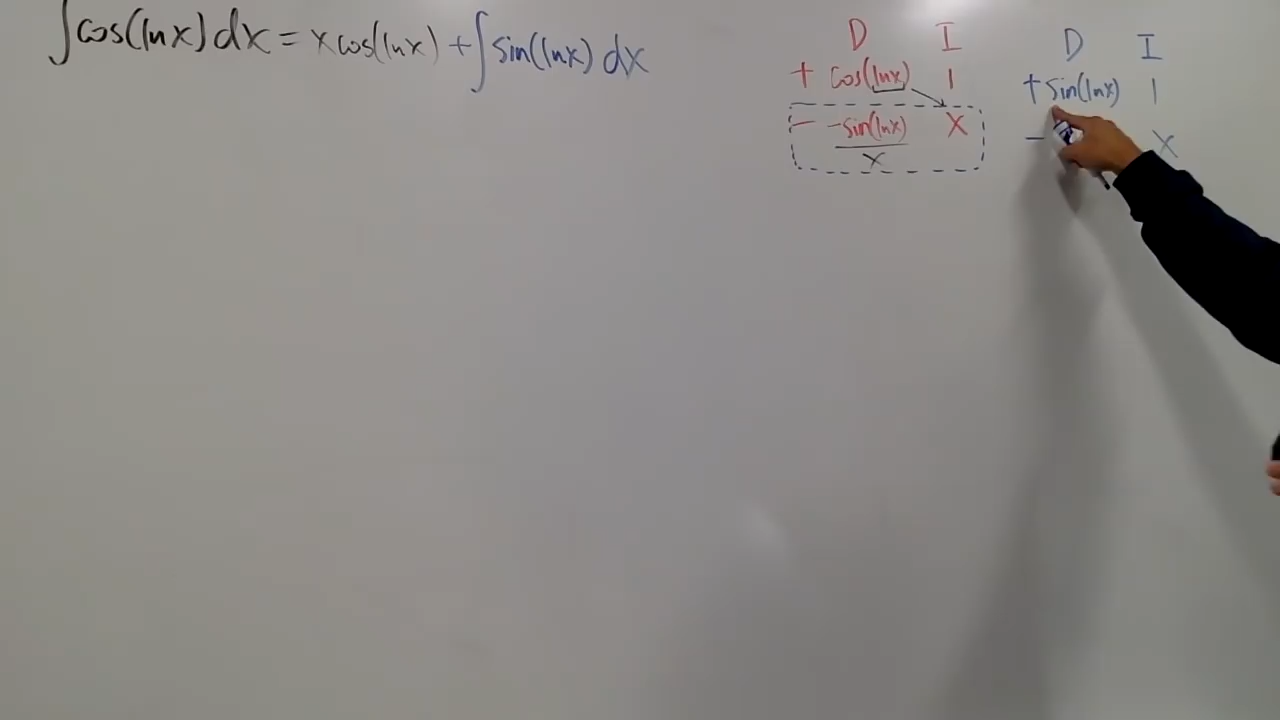 ∫cos(lnx)dx = xcos(lnx) + ∫sin(lnx)dx
D I
+ cos(lnx) 1
- -sin(lnx)/x x
D I
+ sin(lnx) 1
- x